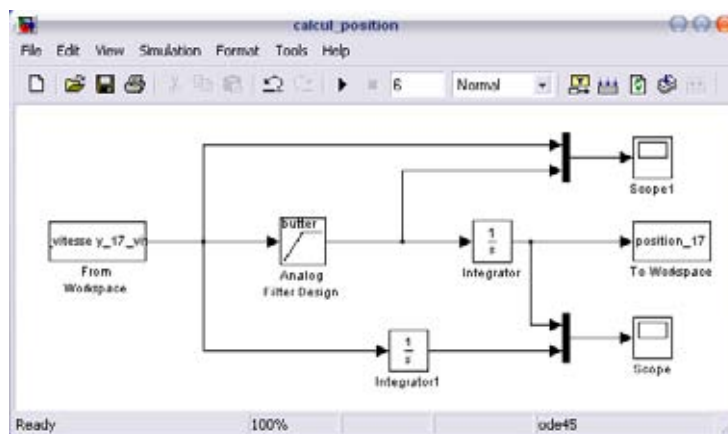 calcul_position
File Edit View Simulation Format Tools Help
6 Normal
Scope1
butter
vitesse y_17_vi
1
s
position_17
From
Workspace
Analog
Filter Design
Integrator
To Workspace
1
s
Integrator1
Scope
Ready 100% ode45